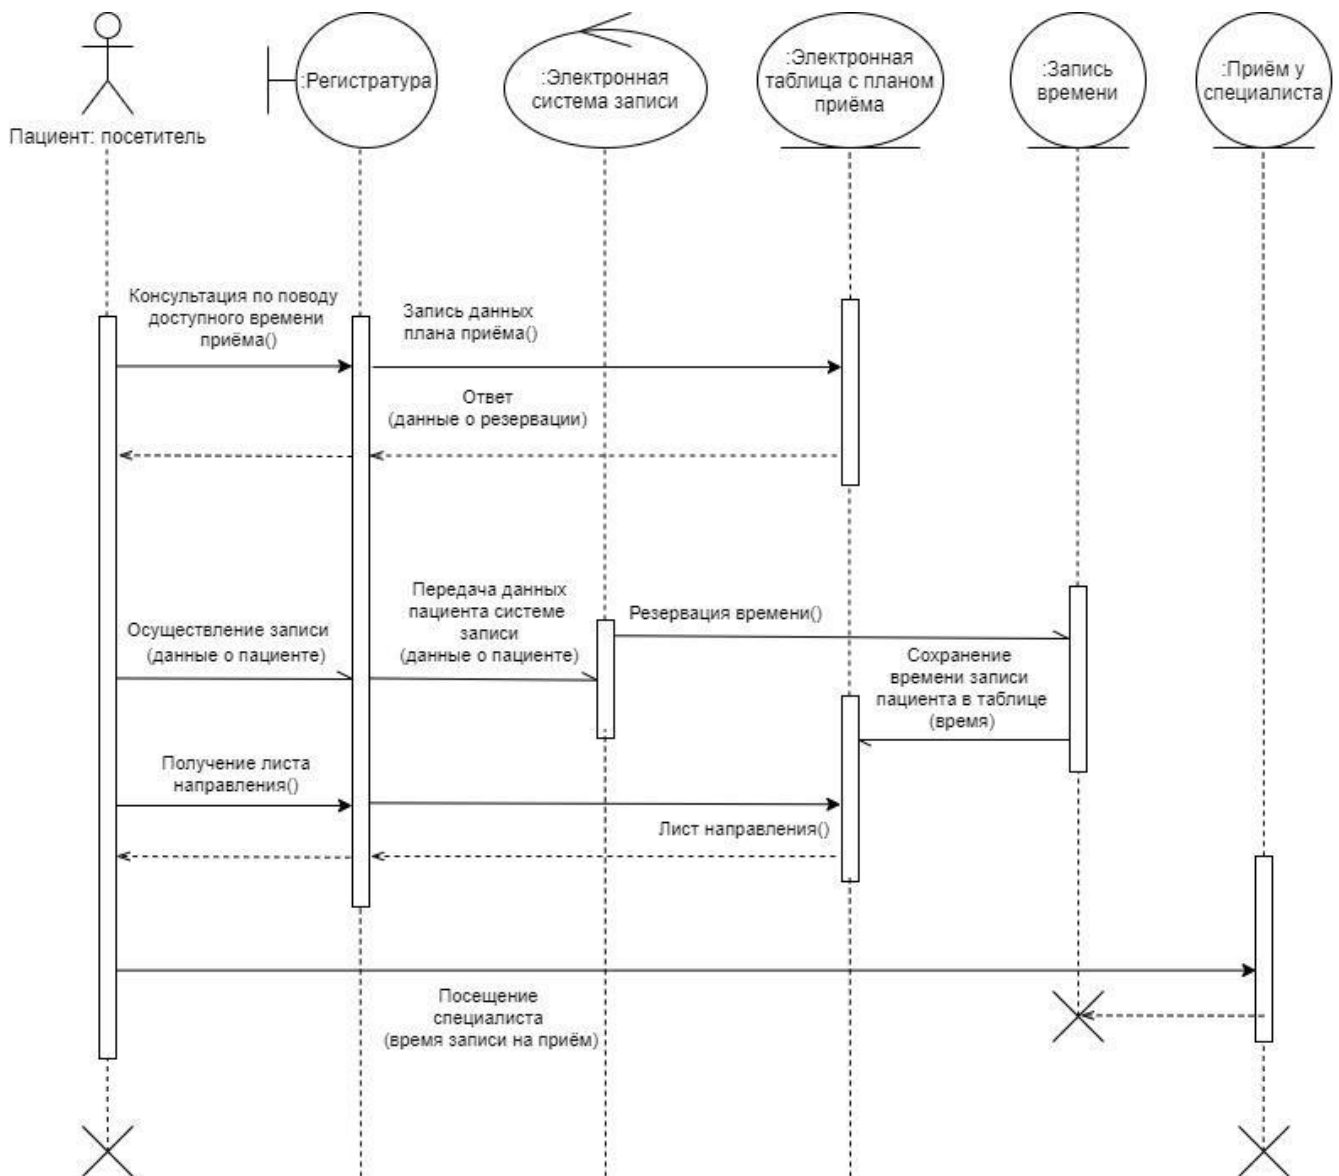 Пациент: посетитель
:Регистратура
:Электронная
система записи
:Электронная
таблица с планом
приёма
:Запись
времени
:Приём у
специалиста
Консультация по поводу
доступного времени
приёма()
Запись данных
плана приёма()
Ответ
(данные о резервации)
Осуществление записи
(данные о пациенте)
Передача данных
пациента системе
записи
(данные о пациенте)
Резервация времени()
Сохранение
времени записи
пациента в таблице
(время)
Получение листа
направления()
Лист направления()
Посещение
специалиста
(время записи на приём)